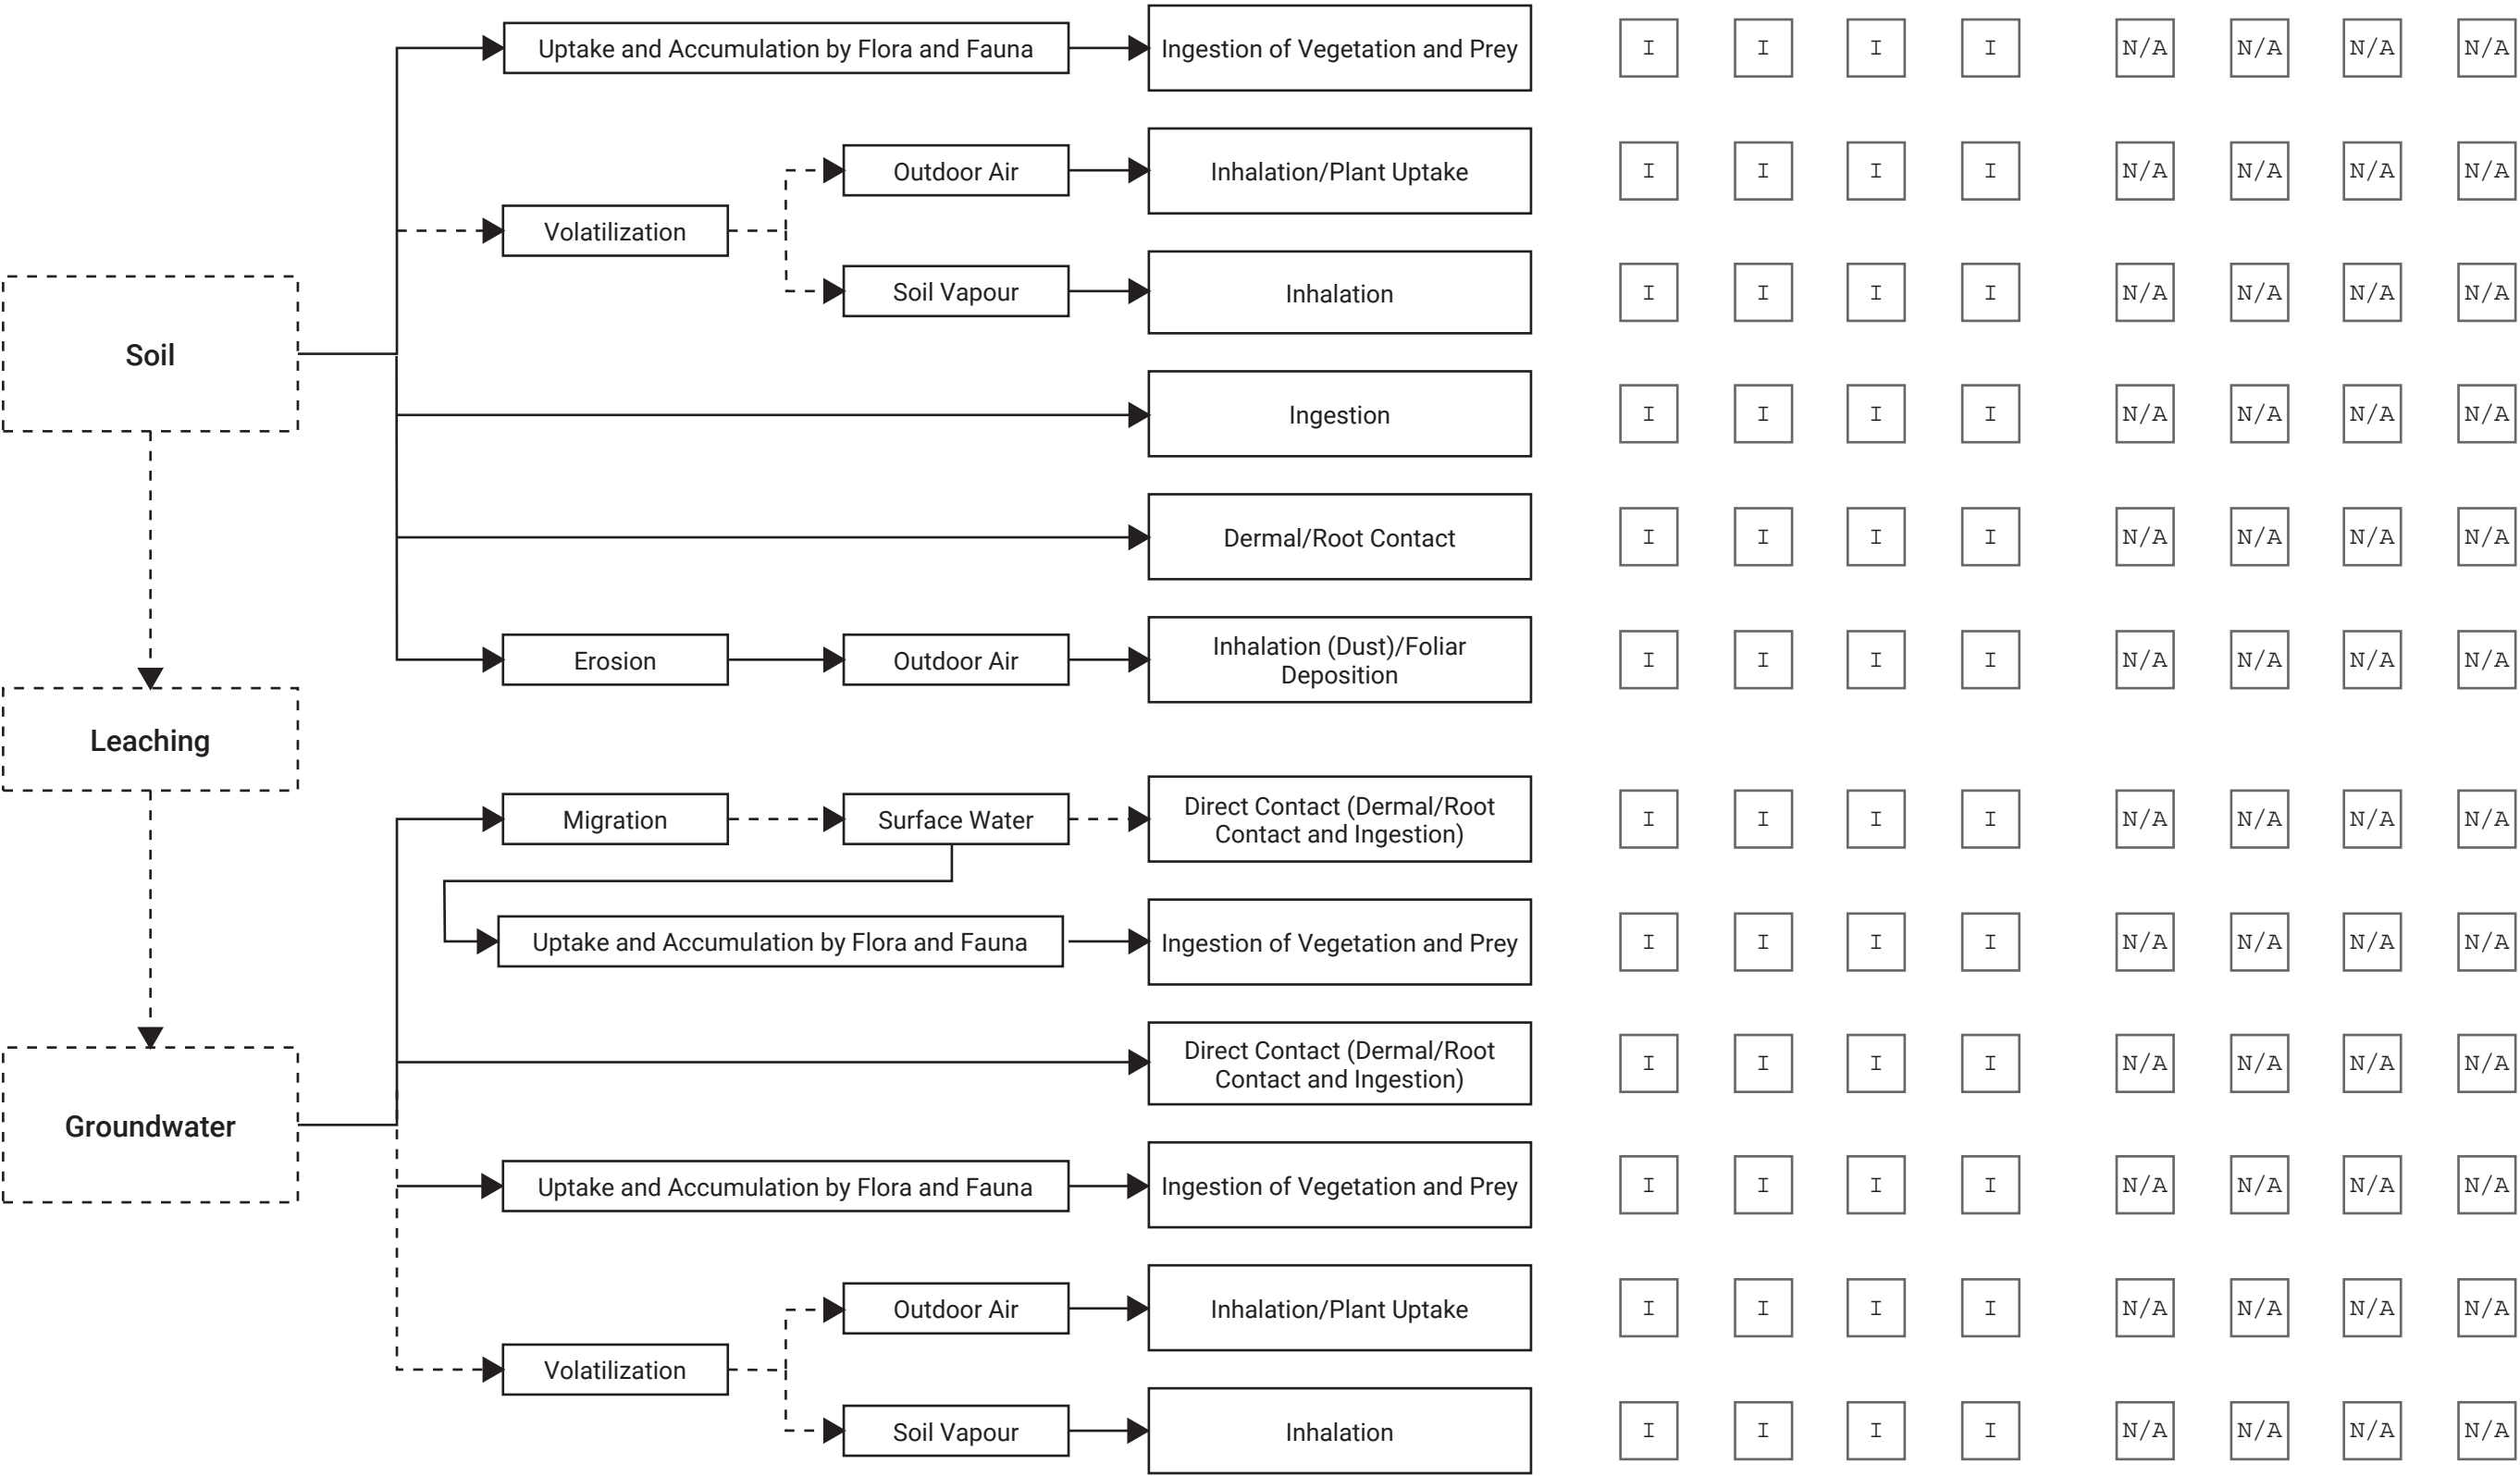 Uptake and Accumulation by Flora and Fauna
Ingestion of Vegetation and Prey
I I I I N/A N/A N/A N/A
Outdoor Air
Inhalation/Plant Uptake
I I I I N/A N/A N/A N/A
Volatilization
Soil Vapour
Inhalation
I I I I N/A N/A N/A N/A
Soil
Ingestion
I I I I N/A N/A N/A N/A
Dermal/Root Contact
I I I I N/A N/A N/A N/A
Erosion
Outdoor Air
Inhalation (Dust)/Foliar
Deposition
I I I I N/A N/A N/A N/A
Leaching
Migration
Surface Water
Direct Contact (Dermal/Root
Contact and Ingestion)
I I I I N/A N/A N/A N/A
Uptake and Accumulation by Flora and Fauna
Ingestion of Vegetation and Prey
I I I I N/A N/A N/A N/A
Direct Contact (Dermal/Root
Contact and Ingestion)
I I I I N/A N/A N/A N/A
Groundwater
Uptake and Accumulation by Flora and Fauna
Ingestion of Vegetation and Prey
I I I I N/A N/A N/A N/A
Outdoor Air
Inhalation/Plant Uptake
I I I I N/A N/A N/A N/A
Volatilization
Soil Vapour
Inhalation
I I I I N/A N/A N/A N/A